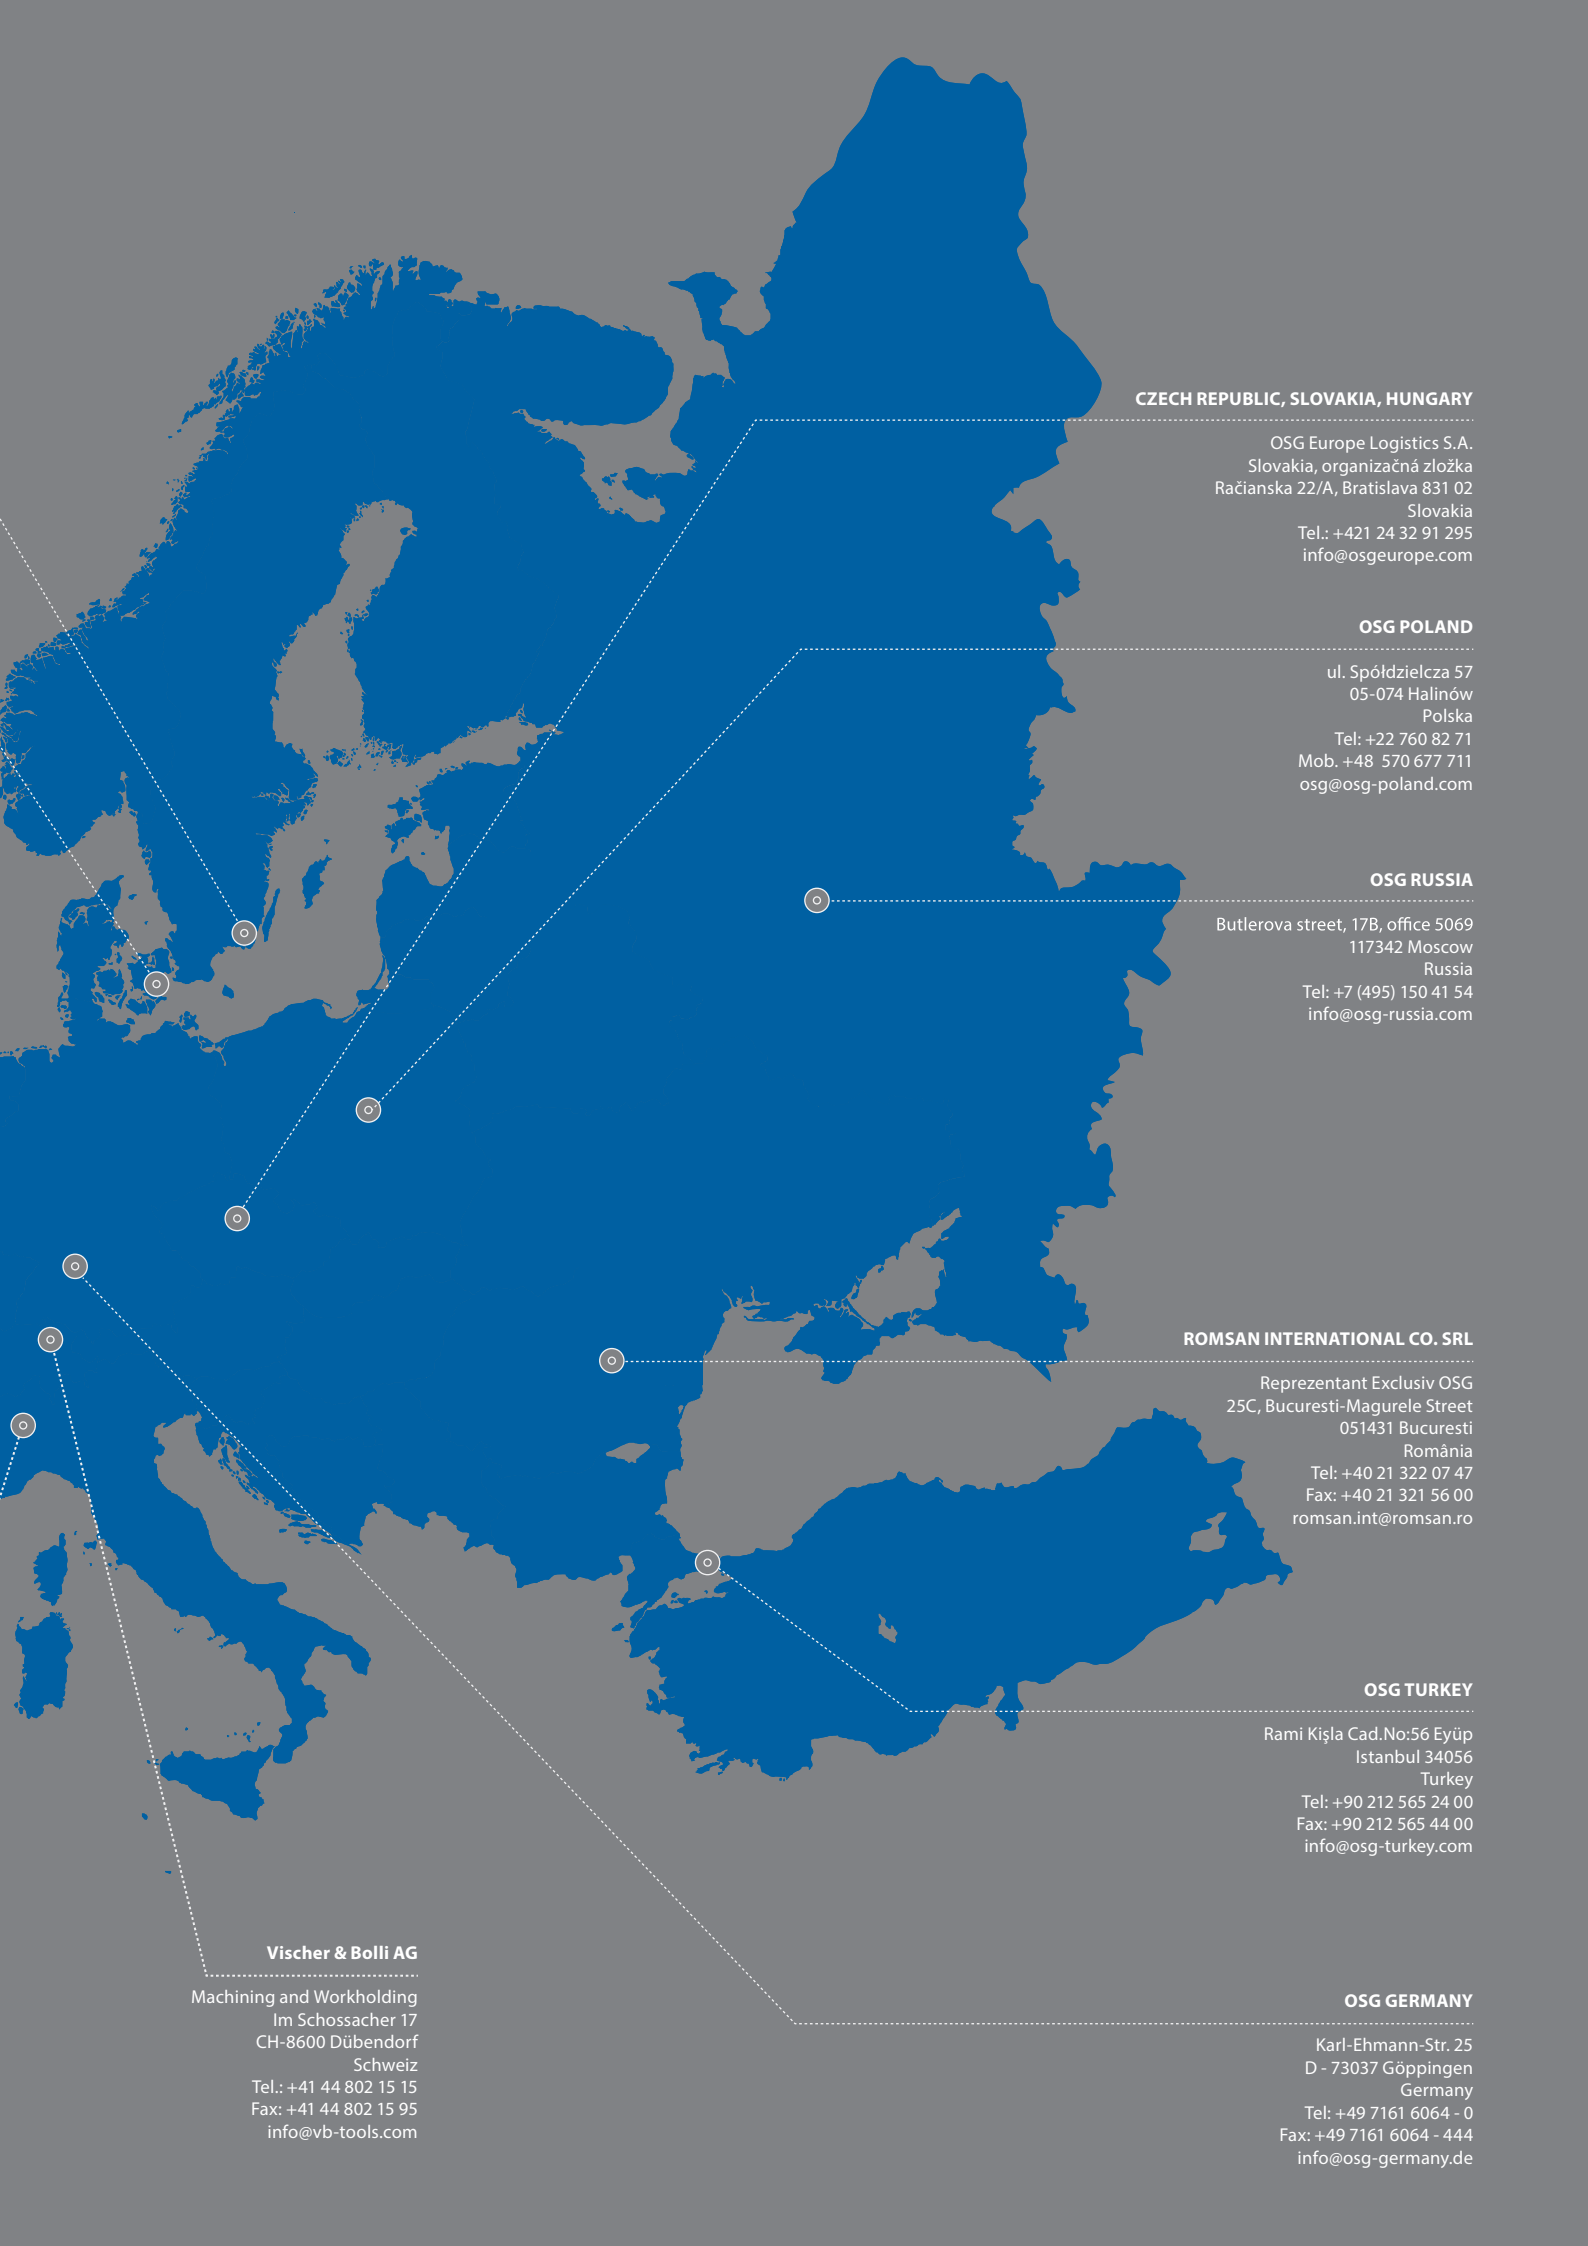 CZECH REPUBLIC, SLOVAKIA, HUNGARY
OSG Europe Logistics S.A.
Slovakia, organizačná zložka
Račianska 22/A, Bratislava 831 02
Slovakia
Tel.: +421 24 32 91 295
info@osgeurope.com
OSG POLAND
ul. Spółdzielcza 57
05-074 Halinów
Polska
Tel: +22 760 82 71
Mob. +48 570 677 711
osg@osg-poland.com
OSG RUSSIA
Butlerova street, 17B, office 5069
117342 Moscow
Russia
Tel: +7 (495) 150 41 54
info@osg-russia.com
ROMSAN INTERNATIONAL CO. SRL
Reprezentant Exclusiv OSG
25C, Bucuresti-Magurele Street
051431 Bucuresti
România
Tel: +40 21 322 07 47
Fax: +40 21 321 56 00
romsan.int@romsan.ro
OSG TURKEY
Rami Kişla Cad.No:56 Eyüp
Istanbul 34056
Turkey
Tel: +90 212 565 24 00
Fax: +90 212 565 44 00
info@osg-turkey.com
Vischer & Bolli AG
Machining and Workholding
Im Schossacher 17
CH-8600 Dübendorf
Schweiz
Tel.: +41 44 802 15 15
Fax: +41 44 802 15 95
info@vb-tools.com
OSG GERMANY
Karl-Ehmann-Str. 25
D - 73037 Göppingen
Germany
Tel: +49 7161 6064 - 0
Fax: +49 7161 6064 - 444
info@osg-germany.de